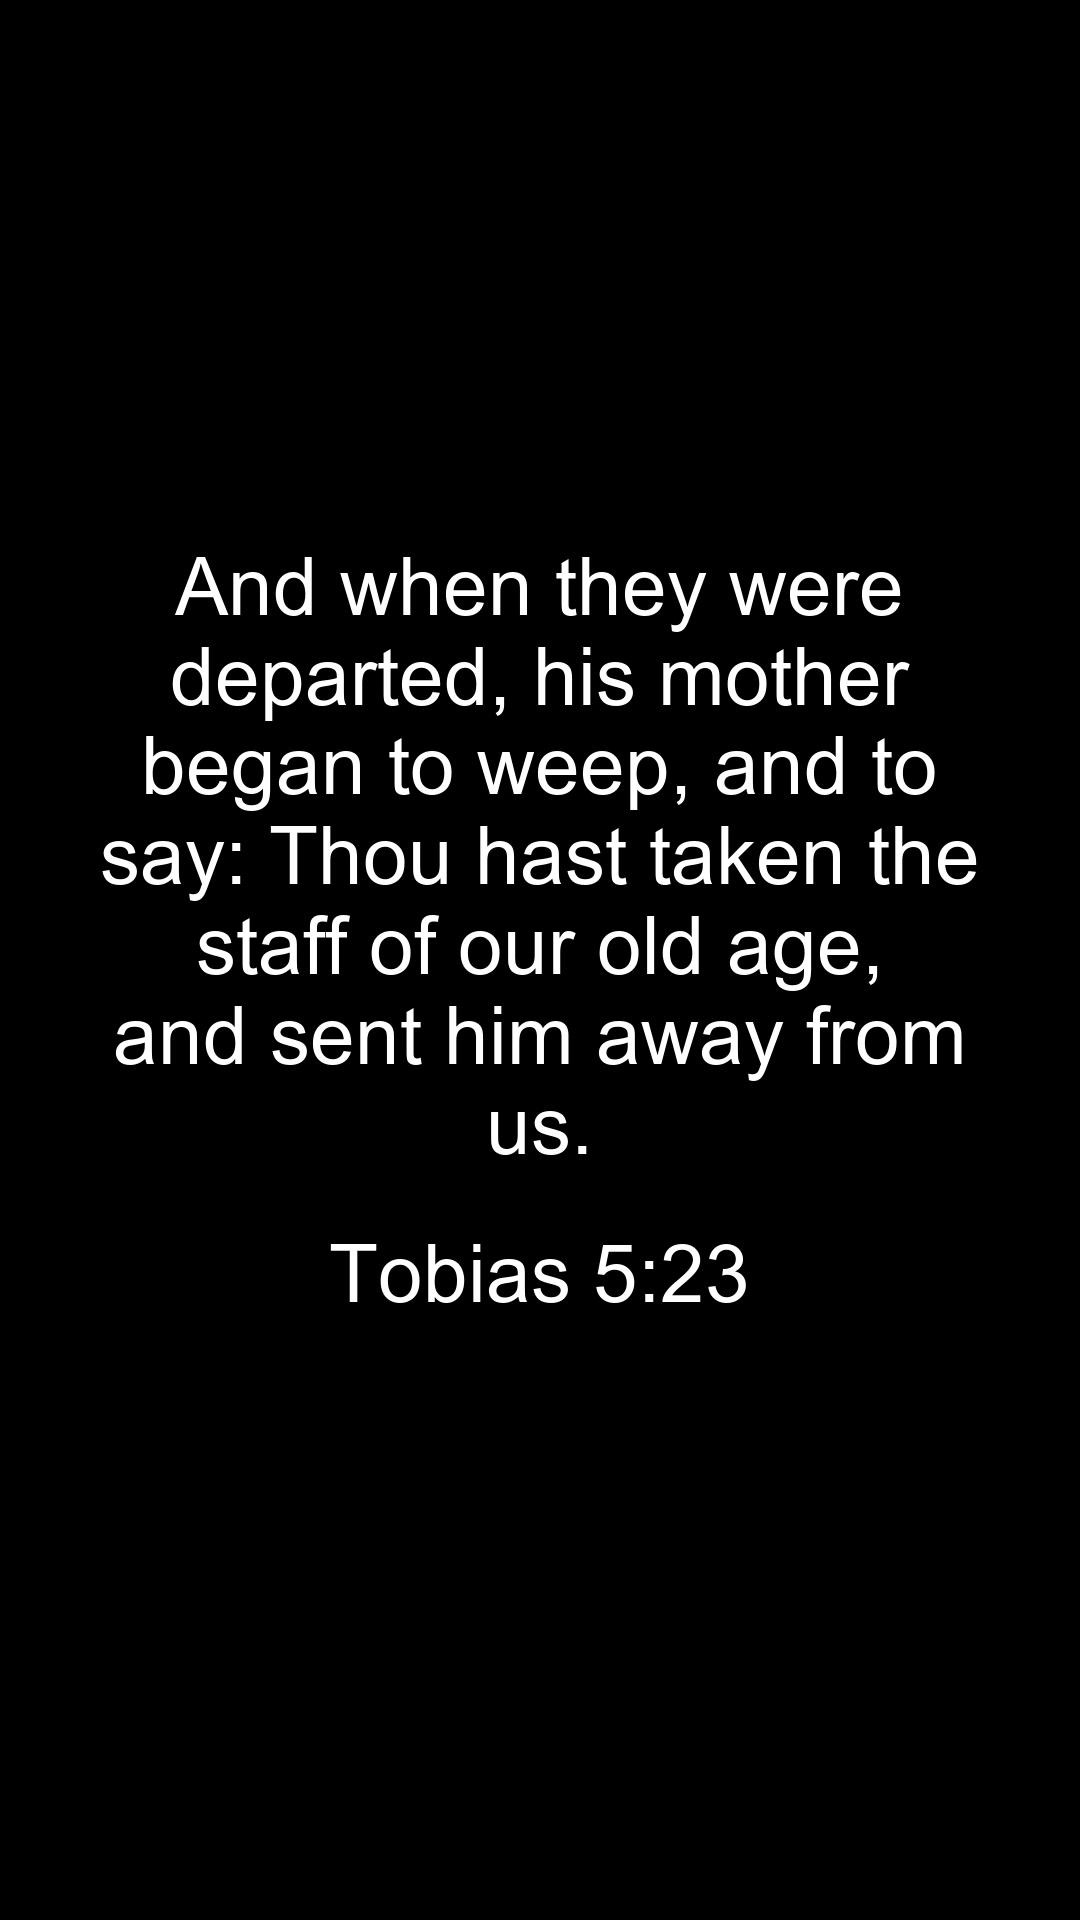 And when they were
departed, his mother
began to weep, and to
say: Thou hast taken the
staff of our old age,
and sent him away from
us.
Tobias 5:23